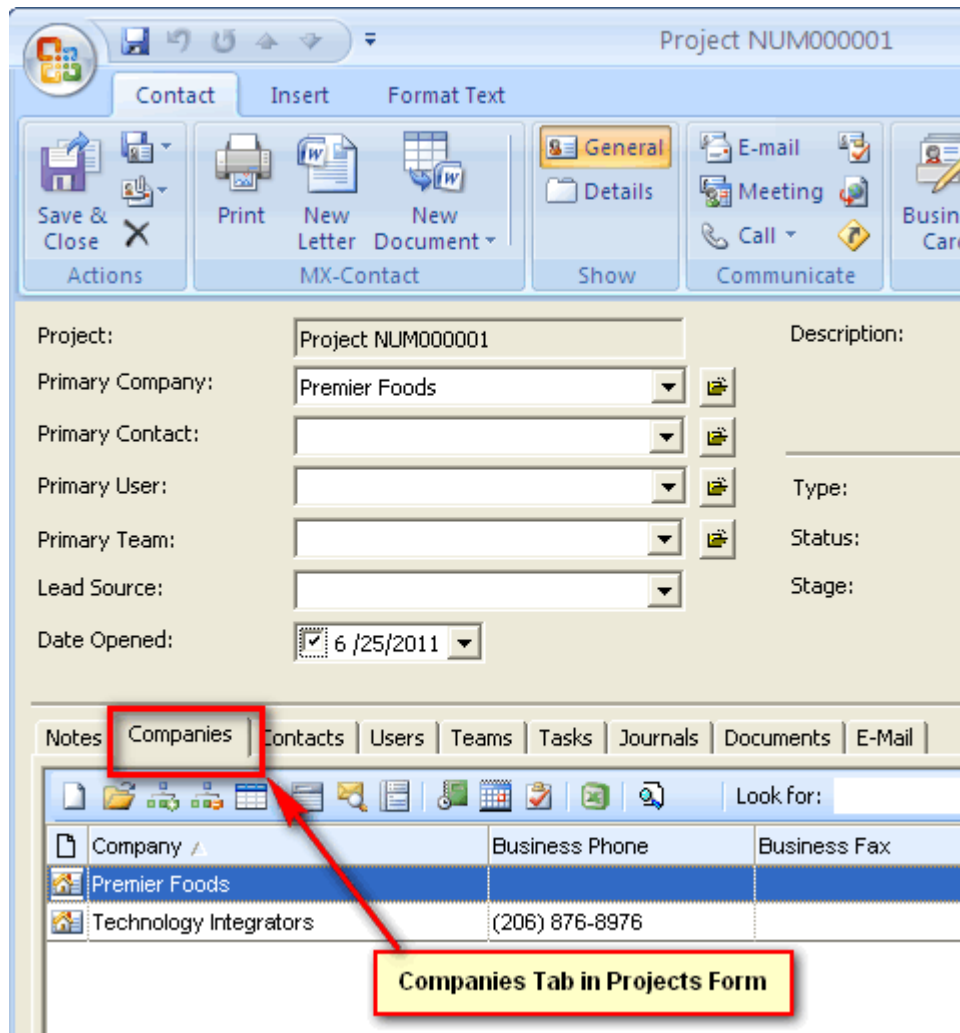 Project NUM000001
Contact Insert Format Text
Save & Close
Print
New Letter
New Document
General
Details
E-mail
Meeting
Call
Actions MX-Contact Show Communicate
Project: Project NUM000001 Description:
Primary Company: Premier Foods
Primary Contact:
Primary User: Type:
Primary Team: Status:
Lead Source: Stage:
Date Opened: 6 /25/2011
Notes Companies Contacts Users Teams Tasks Journals Documents E-Mail
Look for:
Company Business Phone Business Fax
Premier Foods
Technology Integrators (206) 876-8976
Companies Tab in Projects Form